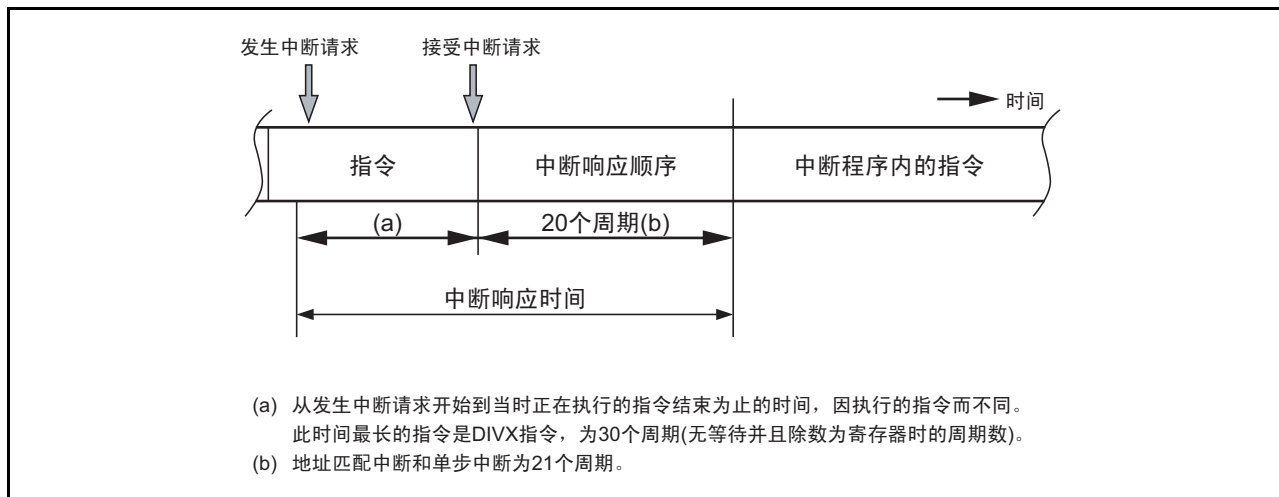 发生中断请求
接受中断请求
时间
指令
中断响应顺序
中断程序内的指令
(a)
20个周期(b)
中断响应时间
(a) 从发生中断请求开始到当时正在执行的指令结束为止的时间，因执行的指令而不同。
此时间最长的指令是DIVX指令，为30个周期(无等待并且除数为寄存器时的周期数)。
(b) 地址匹配中断和单步中断为21个周期。